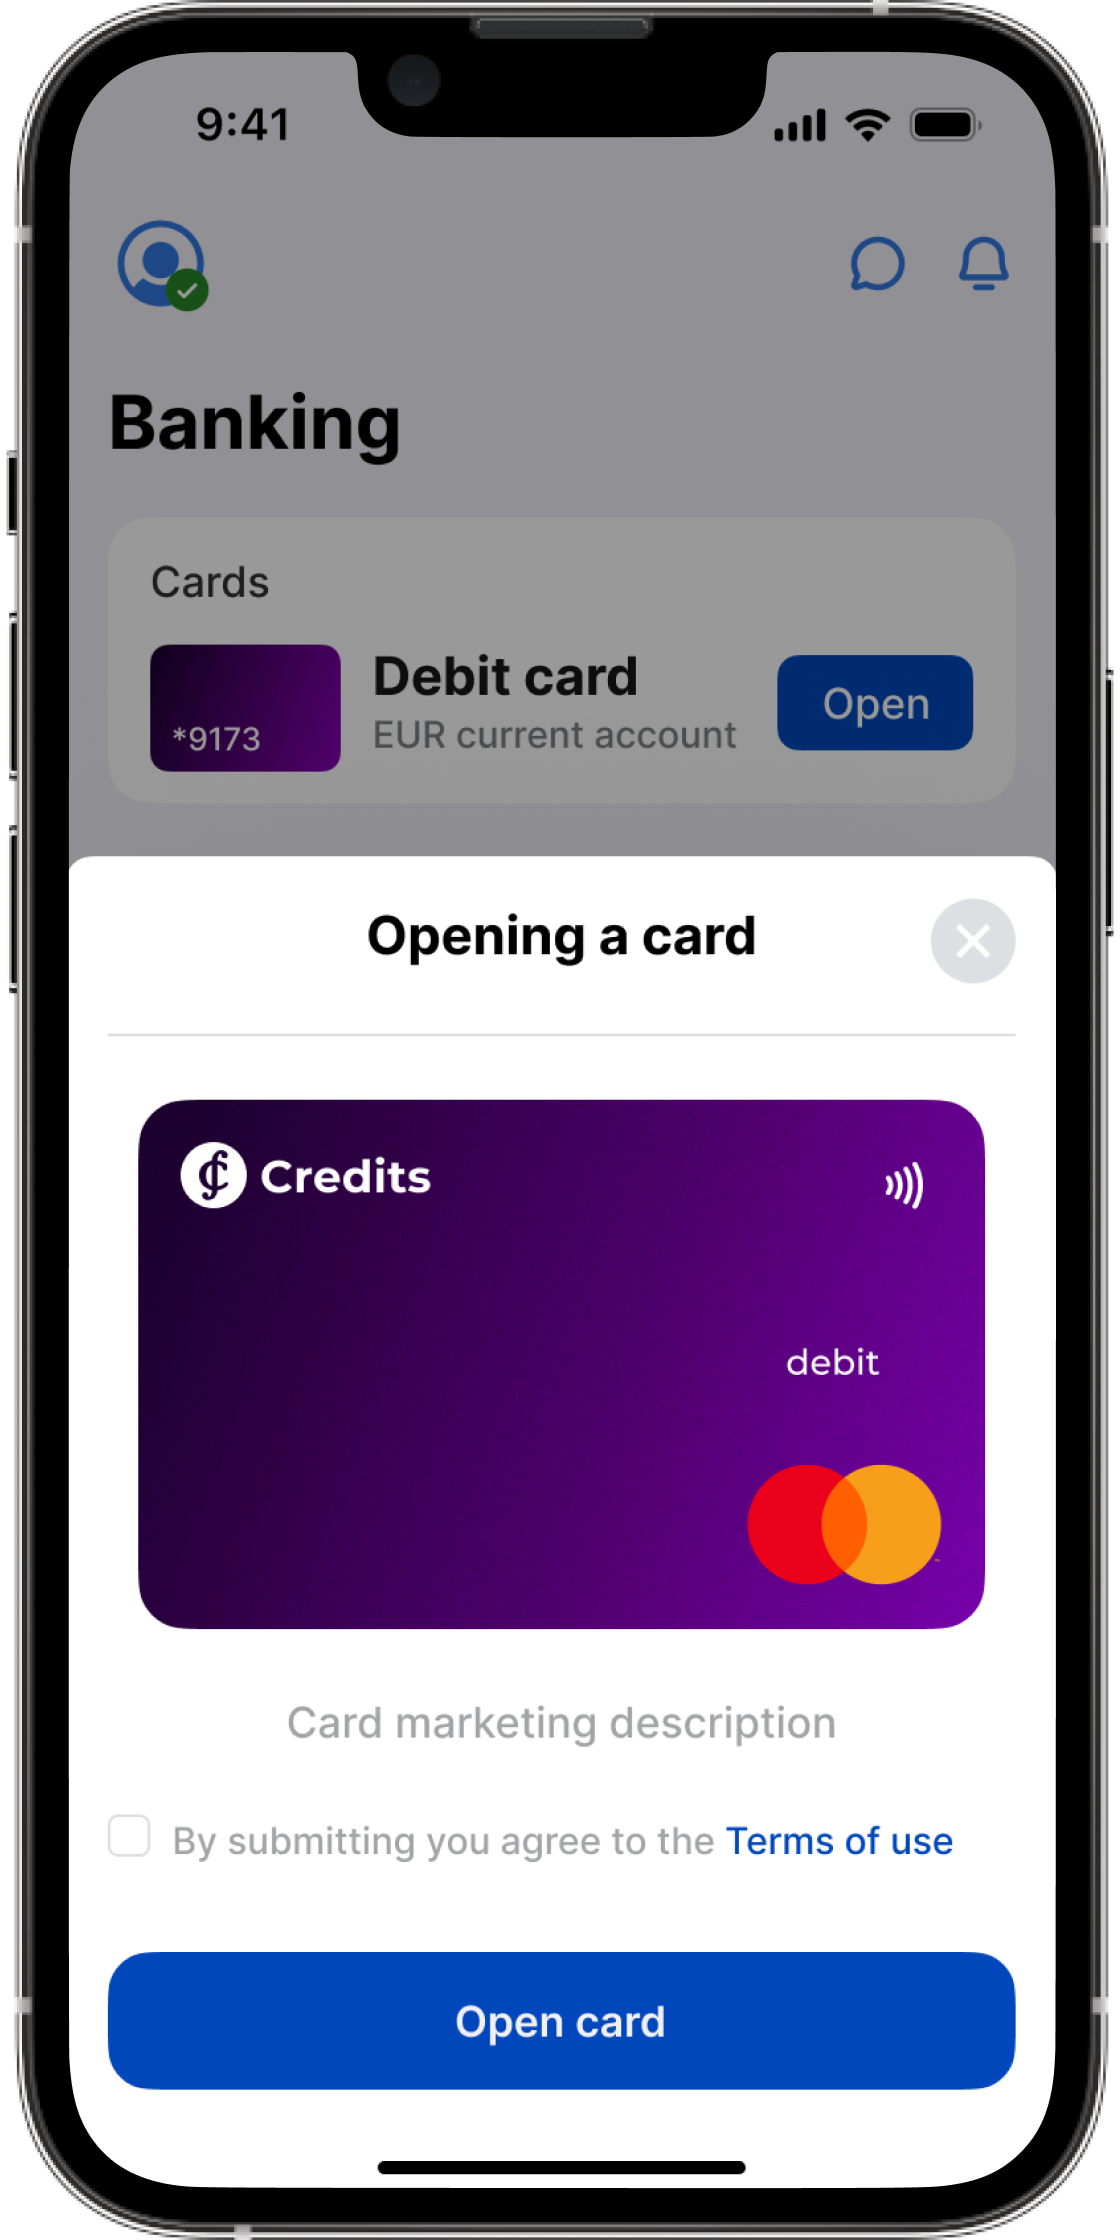 9:41
Banking
Cards
*9173
Debit card
EUR current account
Open
Opening a card
Credits
debit
Card marketing description
By submitting you agree to the Terms of use
Open card